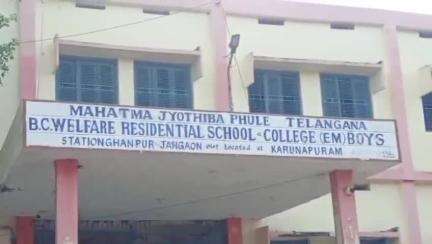 MAHATMA JYOTHIBA PHULE TELANGANA
B.C.WELFARE RESIDENTIAL SCHOOL & COLLEGE (EM) BOYS
STATIONGHANPUR - JANGAON Located at KARUNAPURAM